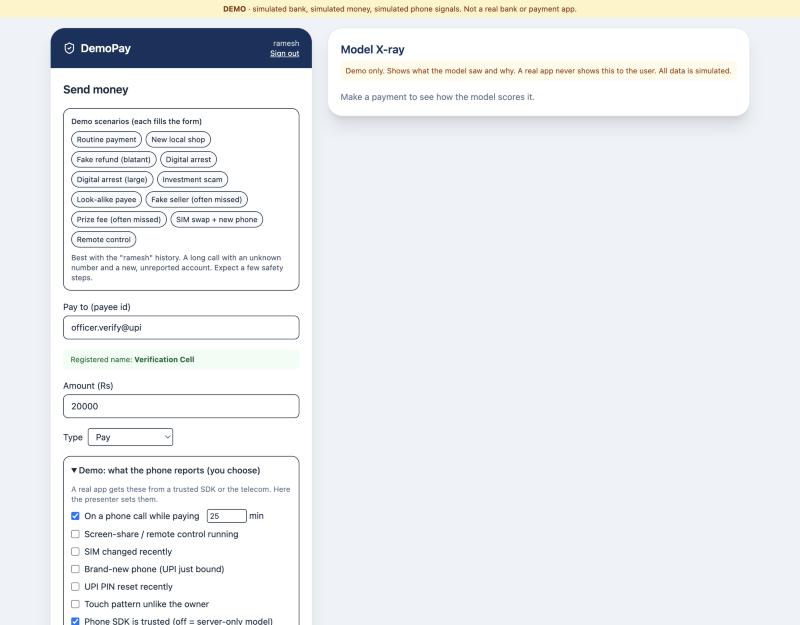 DEMO · simulated bank, simulated money, simulated phone signals. Not a real bank or payment app.
DemoPay
ramesh
Sign out
Send money
Demo scenarios (each fills the form)
Routine payment
New local shop
Fake refund (blatant)
Digital arrest
Digital arrest (large)
Investment scam
Look-alike payee
Fake seller (often missed)
Prize fee (often missed)
SIM swap + new phone
Remote control
Best with the "ramesh" history. A long call with an unknown
number and a new, unreported account. Expect a few safety
steps.
Pay to (payee id)
officer.verify@upi
Registered name: Verification Cell
Amount (Rs)
20000
Type Pay
Demo: what the phone reports (you choose)
A real app gets these from a trusted SDK or the telecom. Here
the presenter sets them.
On a phone call while paying 25 min
Screen-share / remote control running
SIM changed recently
Brand-new phone (UPI just bound)
UPI PIN reset recently
Touch pattern unlike the owner
Phone SDK is trusted (off = server-only model)
Model X-ray
Demo only. Shows what the model saw and why. A real app never shows this to the user. All data is simulated.
Make a payment to see how the model scores it.